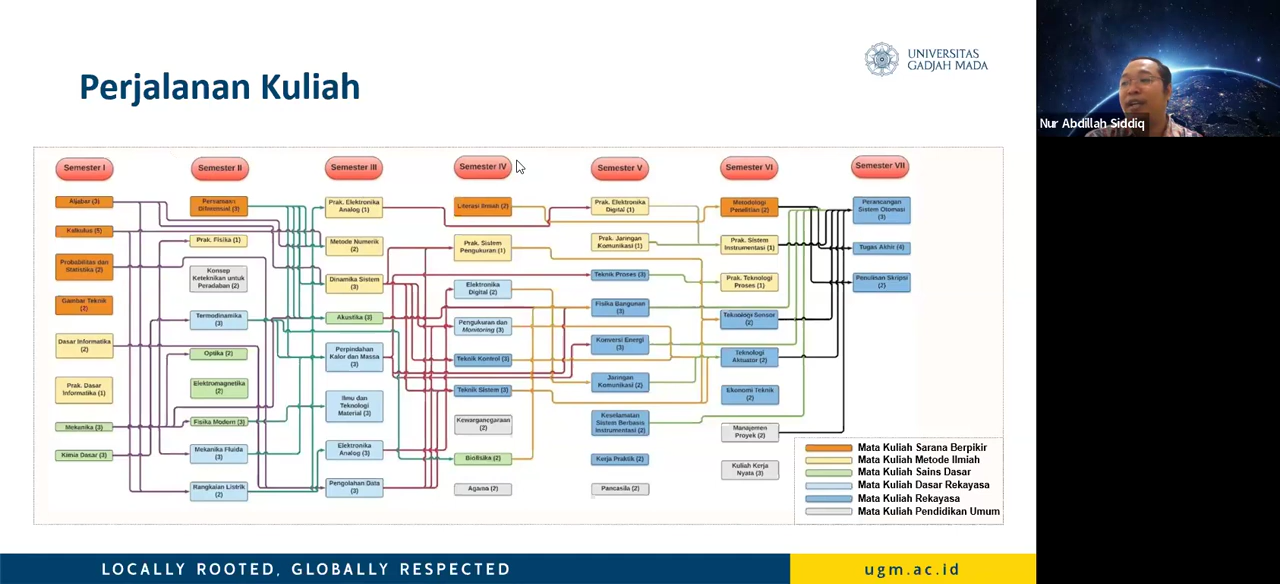 UNIVERSITAS
GADJAH MADA
Perjalanan Kuliah
Nur Abdillah Siddiq
Semester I
Aljabar (3)
Kalkulus (5)
Probabilitas dan
Statistika (2)
Gambar Teknik
(2)
Dasar Informatika
(2)
Prak. Dasar
Informatika (1)
Mekanika (3)
Kimia Dasar (3)
Semester II
Persamaan
Diferensial (3)
Prak. Fisika (1)
Konsep
Keteknikan untuk
Peradaban (2)
Termodinamika
(3)
Optika (2)
Elektromagnetika
(2)
Fisika Modern (3)
Mekanika Fluida
(3)
Rangkaian Listrik
(2)
Semester III
Prak. Elektronika
Analog (1)
Metode Numerik
(2)
Dinamika Sistem
(3)
Akustika (3)
Perpindahan
Kalor dan Massa
(3)
Ilmu dan
Teknologi
Material (3)
Elektronika
Analog (3)
Pengolahan Data
(3)
Semester IV
Literasi Ilmiah (2)
Prak. Sistem
Pengukuran (1)
Elektronika
Digital (2)
Pengukuran dan
Monitoring (3)
Teknik Kontrol (3)
Teknik Sistem (3)
Kewarganegaraan
(2)
Biofisika (2)
Agama (2)
Semester V
Prak. Elektronika
Digital (1)
Prak. Jaringan
Komunikasi (1)
Teknik Proses (3)
Fisika Bangunan
(3)
Konversi Energi
(3)
Jaringan
Komunikasi (2)
Keselamatan
Sistem Berbasis
Instrumentasi (2)
Kerja Praktik (2)
Pancasila (2)
Semester VI
Metodologi
Penelitian (2)
Prak. Sistem
Instrumentasi (1)
Prak. Teknologi
Proses (1)
Teknologi Sensor
(2)
Teknologi
Aktuator (2)
Ekonomi Teknik
(2)
Manajemen
Proyek (2)
Kuliah Kerja
Nyata (3)
Semester VII
Perancangan
Sistem Otomasi
(3)
Tugas Akhir (4)
Penulisan Skripsi
(2)
Mata Kuliah Sarana Berpikir
Mata Kuliah Metode Ilmiah
Mata Kuliah Sains Dasar
Mata Kuliah Dasar Rekayasa
Mata Kuliah Rekayasa
Mata Kuliah Pendidikan Umum
LOCALLY ROOTED, GLOBALLY RESPECTED
ugm.ac.id